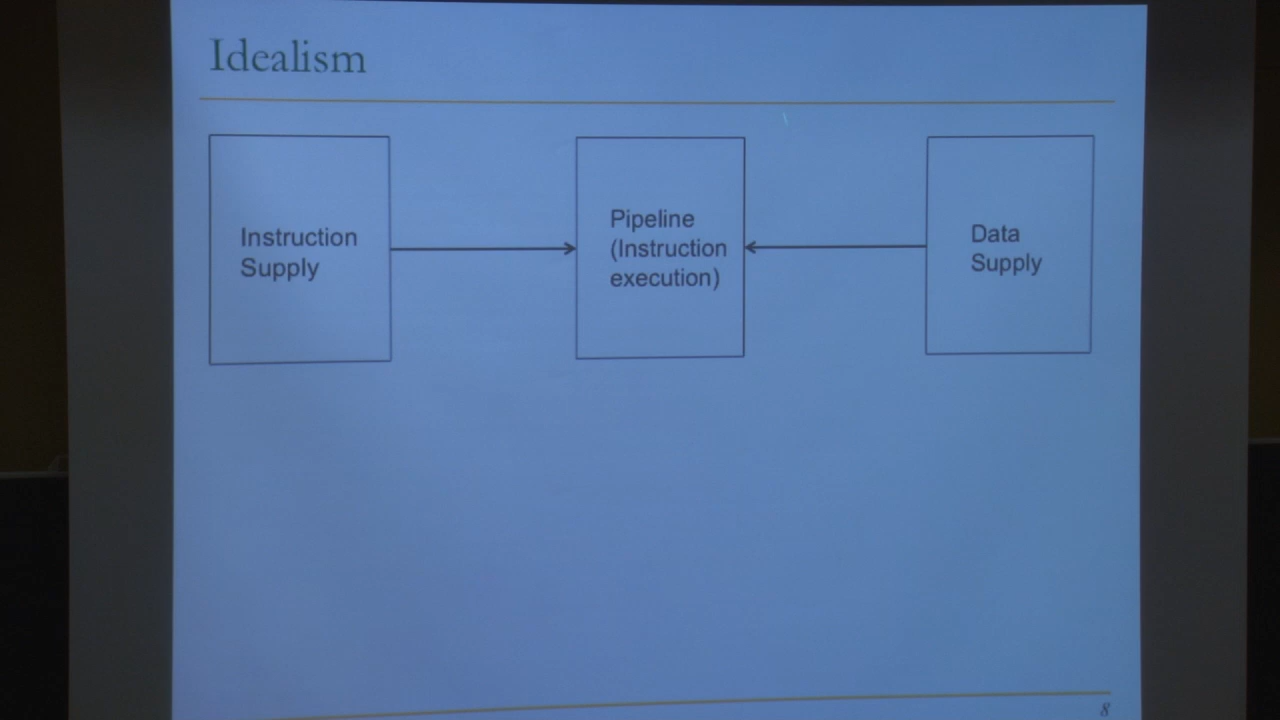 Idealism
Instruction
Supply
Pipeline
(Instruction
execution)
Data
Supply
8